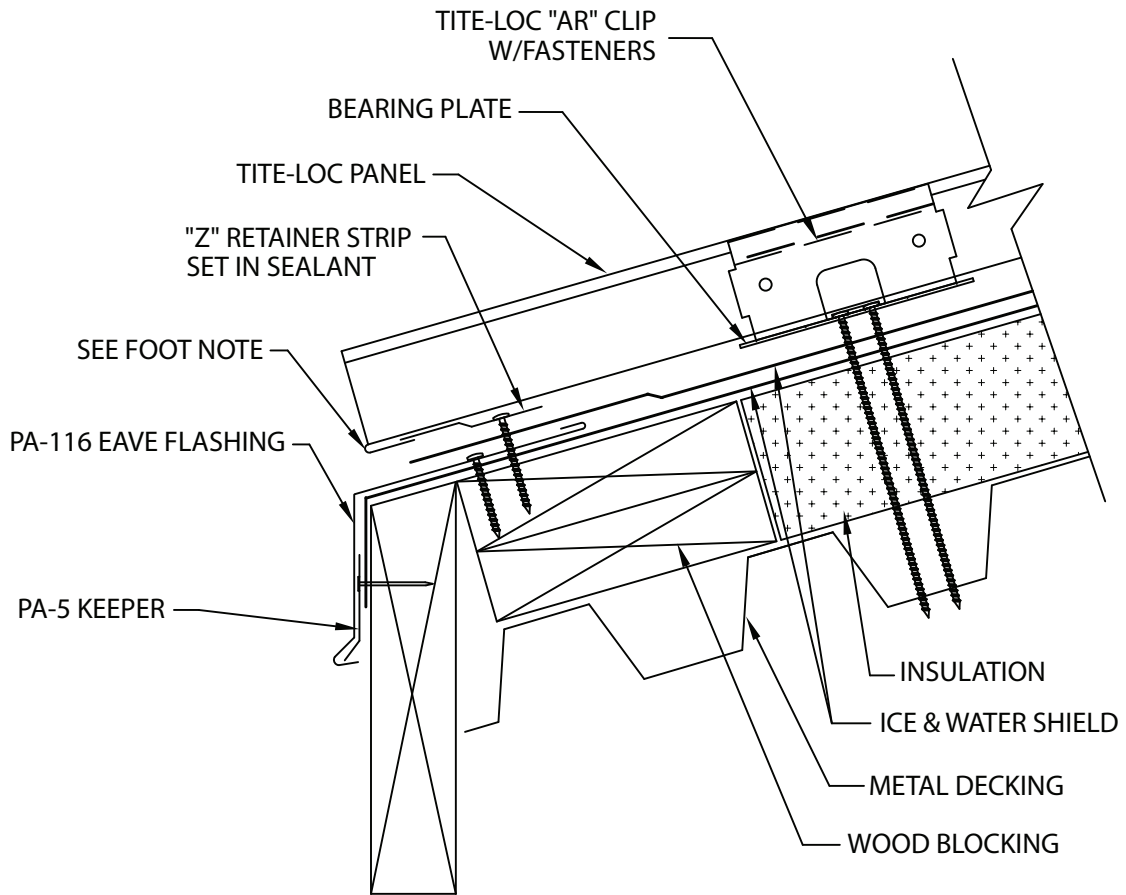 TITE-LOC "AR" CLIP
W/FASTENERS
BEARING PLATE
TITE-LOC PANEL
"Z" RETAINER STRIP
SET IN SEALANT
SEE FOOT NOTE
PA-116 EAVE FLASHING
PA-5 KEEPER
INSULATION
ICE & WATER SHIELD
METAL DECKING
WOOD BLOCKING